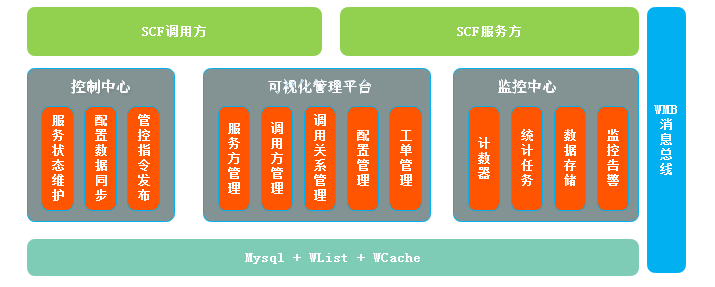 SCF调用方
SCF服务方
控制中心
服务状态维护
配置数据同步
管控指令发布
可视化管理平台
服务方管理
调用方管理
调用关系管理
配置管理
工单管理
监控中心
计数器
统计任务
数据存储
监控告警
WMB消息总线
Mysql + WList + WCache